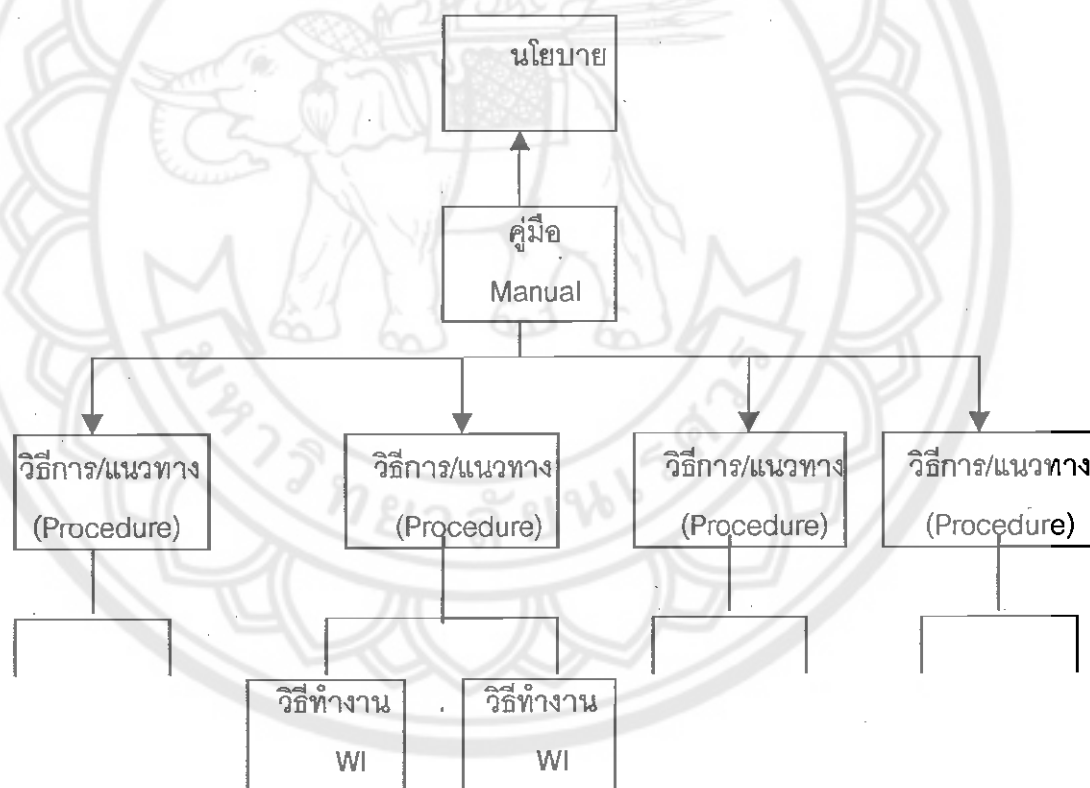 นโยบาย
คู่มือ
Manual
วิธีการ/แนวทาง
(Procedure)
วิธีการ/แนวทาง
(Procedure)
วิธีการ/แนวทาง
(Procedure)
วิธีการ/แนวทาง
(Procedure)
วิธีทำงาน
WI
วิธีทำงาน
WI